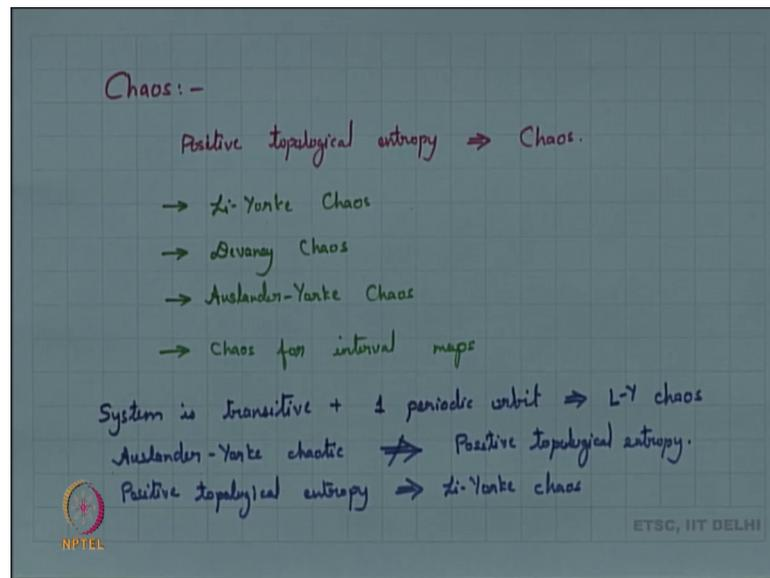 Chaos:-
Positive topological entropy ⇒ Chaos.
→ Li-Yorke Chaos
→ Devaney Chaos
→ Auslander-Yorke Chaos
→ Chaos for interval maps
System is transitive + 1 periodic orbit ⇒ L-Y chaos
Auslander-Yorke chaotic ⇏ Positive topological entropy.
Positive topological entropy ⇒ Li-Yorke chaos
NPTEL
ETSC, IIT DELHI